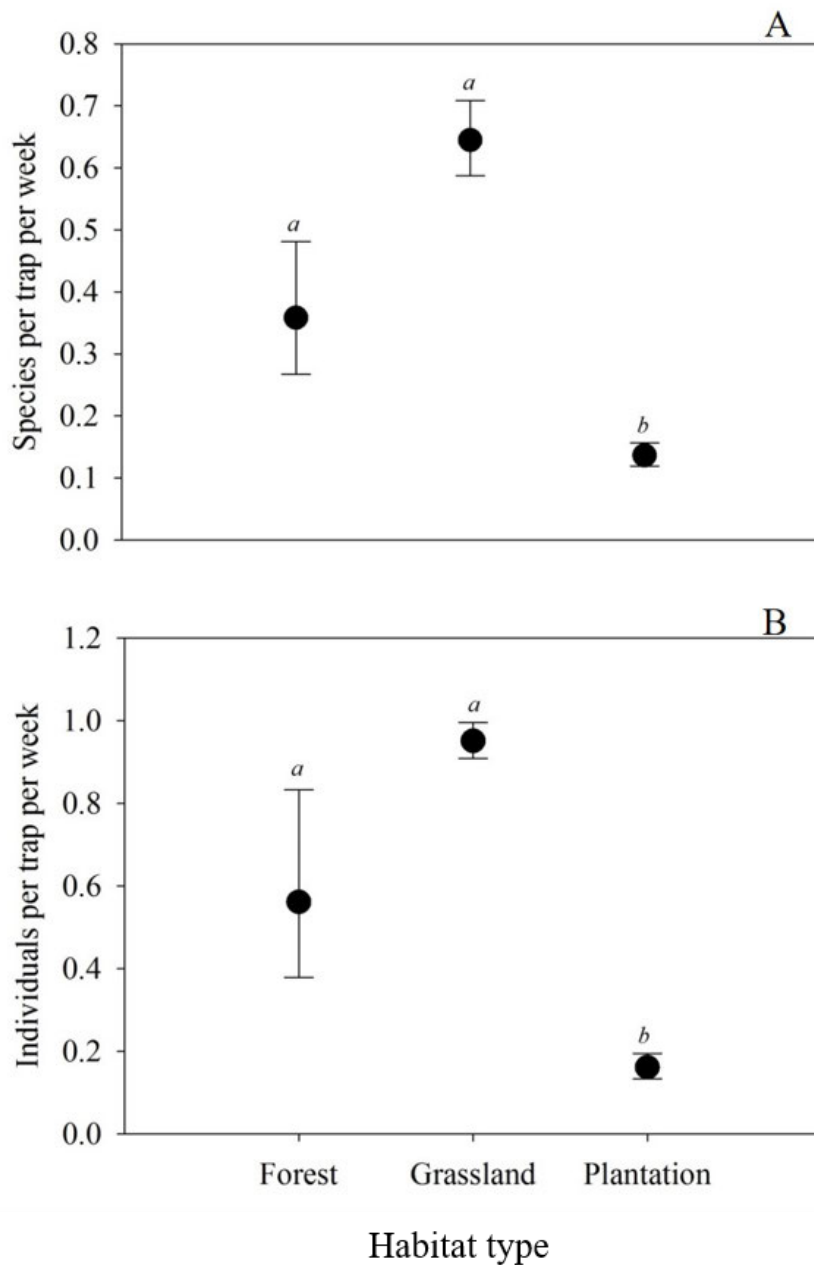 A
Species per trap per week
0.8
0.7
0.6
0.5
0.4
0.3
0.2
0.1
0.0
a
a
b
B
Individuals per trap per week
1.2
1.0
0.8
0.6
0.4
0.2
0.0
a
a
b
Forest Grassland Plantation
Habitat type